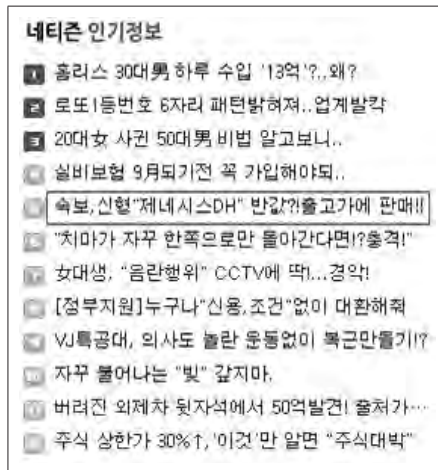 네티즌 인기정보
1 홈리스 30대男 하루 수입 '13억'?..왜?
2 로또1등번호 6자리 패턴밝혀져..업계발칵
3 20대女 사귄 50대男 비법 알고보니..
실비보험 9월되기전 꼭 가입해야되..
속보,신형"제네시스DH" 반값?!출고가에 판매!!
"치마가 자꾸 한쪽으로만 돌아간다면!?충격!"
女대생, "음란행위" CCTV에 딱!...경악!
[정부지원]누구나"신용,조건"없이 대환해줘
VJ특공대, 의사도 놀란 운동없이 복근만들기!?
자꾸 불어나는 "빚" 갚지마.
버려진 외제차 뒷자석에서 50억발견! 출처가…
주식 상한가 30%↑,'이것'만 알면 "주식대박"